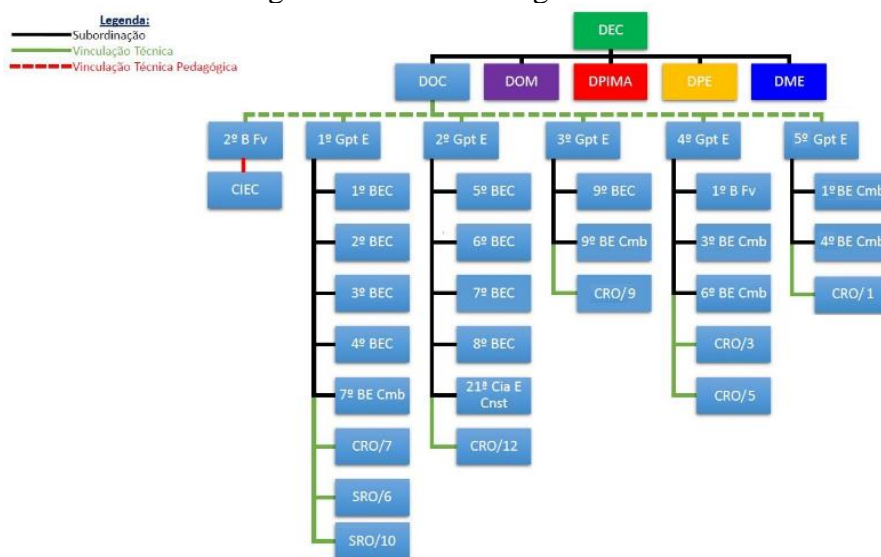 Legenda:
Subordinação
Vinculação Técnica
Vinculação Técnica Pedagógica
DEC
DOC
DOM
DPIMA
DPE
DME
2º B Fv
1º Gpt E
2º Gpt E
3º Gpt E
4º Gpt E
5º Gpt E
CIEC
1º BEC
5º BEC
9º BEC
1º B Fv
1º BE Cmb
2º BEC
6º BEC
9º BE Cmb
3º BE Cmb
4º BE Cmb
3º BEC
7º BEC
CRO/9
6º BE Cmb
CRO/1
4º BEC
8º BEC
CRO/3
7º BE Cmb
21ª Cia E
Cnst
CRO/5
CRO/7
CRO/12
SRO/6
SRO/10